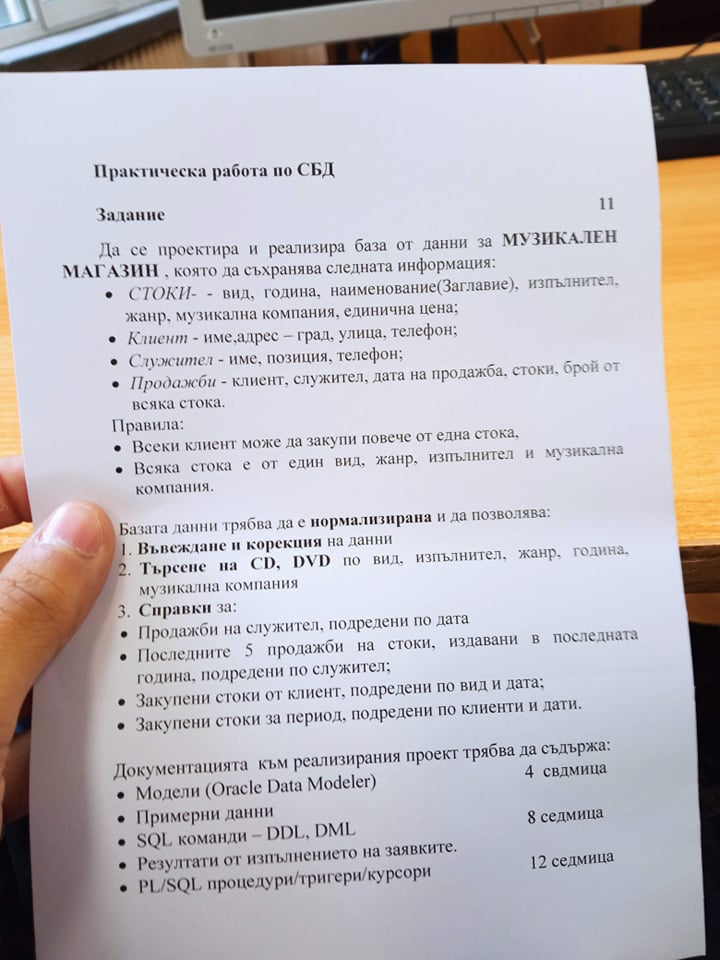 Практическа работа по СБД
Задание 11
Да се проектира и реализира база от данни за МУЗИКАЛЕН
МАГАЗИН , която да съхранява следната информация:
• СТОКИ- - вид, година, наименование(Заглавие), изпълнител,
жанр, музикална компания, единична цена;
• Клиент - име,адрес – град, улица, телефон;
• Служител - име, позиция, телефон;
• Продажби - клиент, служител, дата на продажба, стоки, брой от
всяка стока.
Правила:
• Всеки клиент може да закупи повече от една стока,
• Всяка стока е от един вид, жанр, изпълнител и музикална
компания.
Базата данни трябва да е нормализирана и да позволява:
1. Въвеждане и корекция на данни
2. Търсене на CD, DVD по вид, изпълнител, жанр, година,
музикална компания
3. Справки за:
• Продажби на служител, подредени по дата
• Последните 5 продажби на стоки, издавани в последната
година, подредени по служител;
• Закупени стоки от клиент, подредени по вид и дата;
• Закупени стоки за период, подредени по клиенти и дати.
Документацията към реализирания проект трябва да съдържа:
• Модели (Oracle Data Modeler) 4 свдмица
• Примерни данни
• SQL команди – DDL, DML 8 седмица
• Резултати от изпълнението на заявките.
• PL/SQL процедури/тригери/курсори 12 седмица